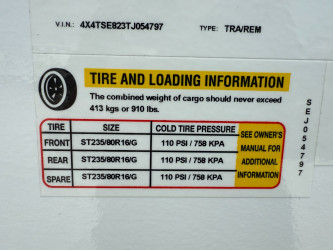 V.I.N.: 4X4TSE823TJ054797 TYPE: TRA/REM
TIRE AND LOADING INFORMATION
The combined weight of cargo should never exceed
413 kgs or 910 lbs.
TIRE SIZE COLD TIRE PRESSURE
FRONT ST235/80R16/G 110 PSI / 758 KPA
REAR ST235/80R16/G 110 PSI / 758 KPA
SPARE ST235/80R16/G 110 PSI / 758 KPA
SEE OWNER'S
MANUAL FOR
ADDITIONAL
INFORMATION
SEJ054797